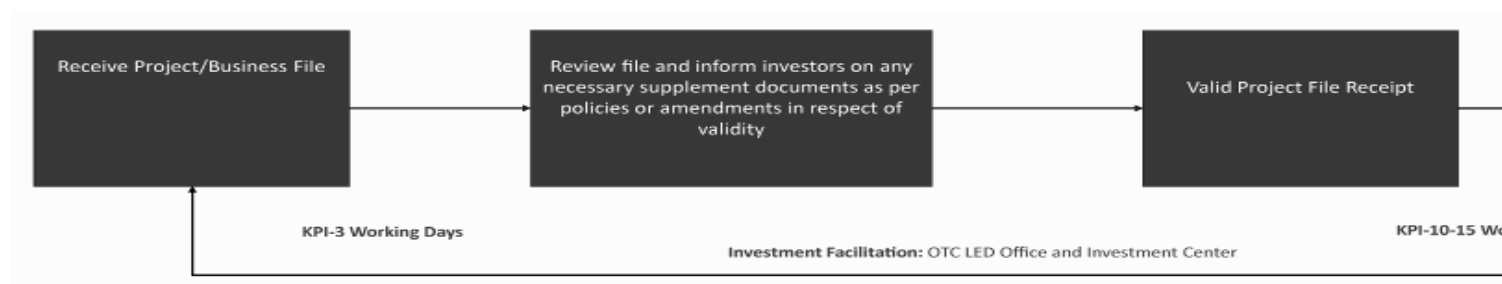 Receive Project/Business File
Review file and inform investors on any
necessary supplement documents as per
policies or amendments in respect of
validity
Valid Project File Receipt
KPI-3 Working Days
KPI-10-15
Investment Facilitation: OTC LED Office and Investment Center